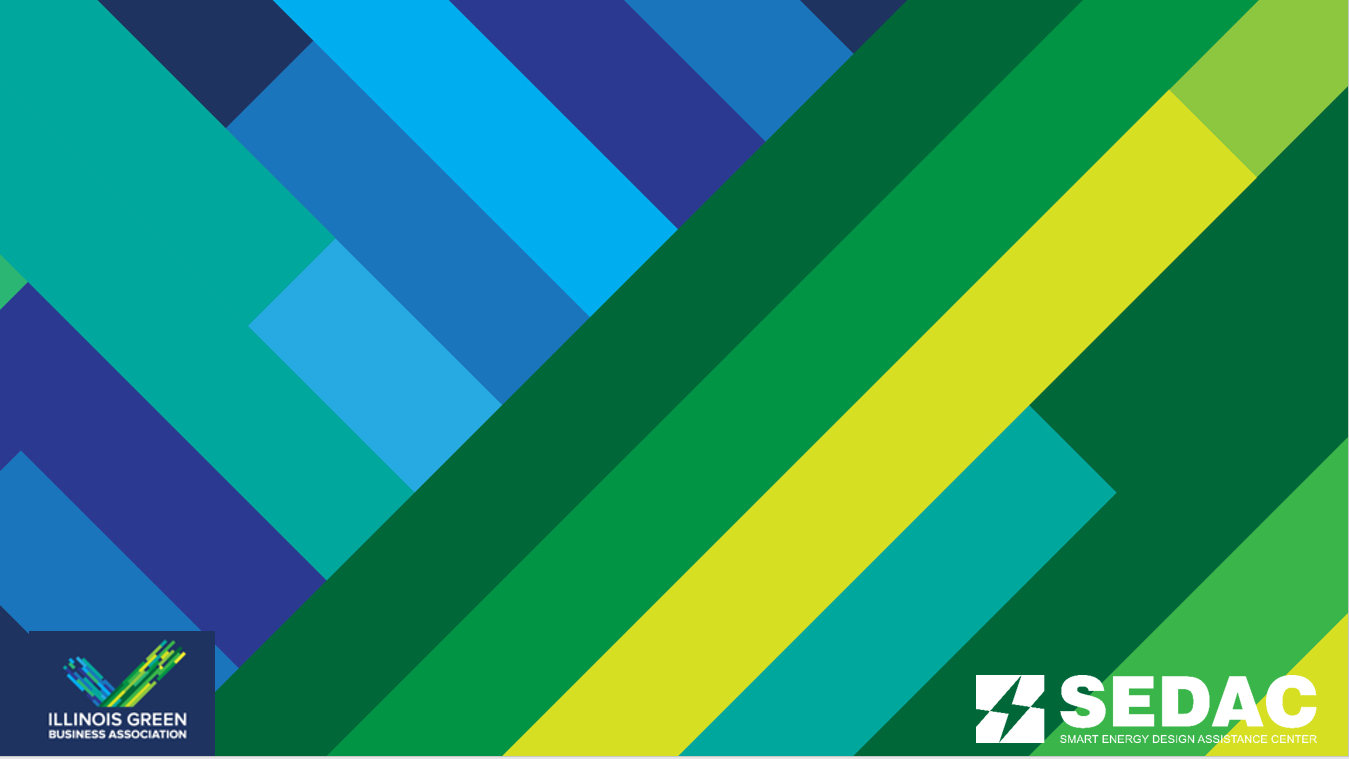 ILLINOIS GREEN
BUSINESS ASSOCIATION
SEDAC
SMART ENERGY DESIGN ASSISTANCE CENTER